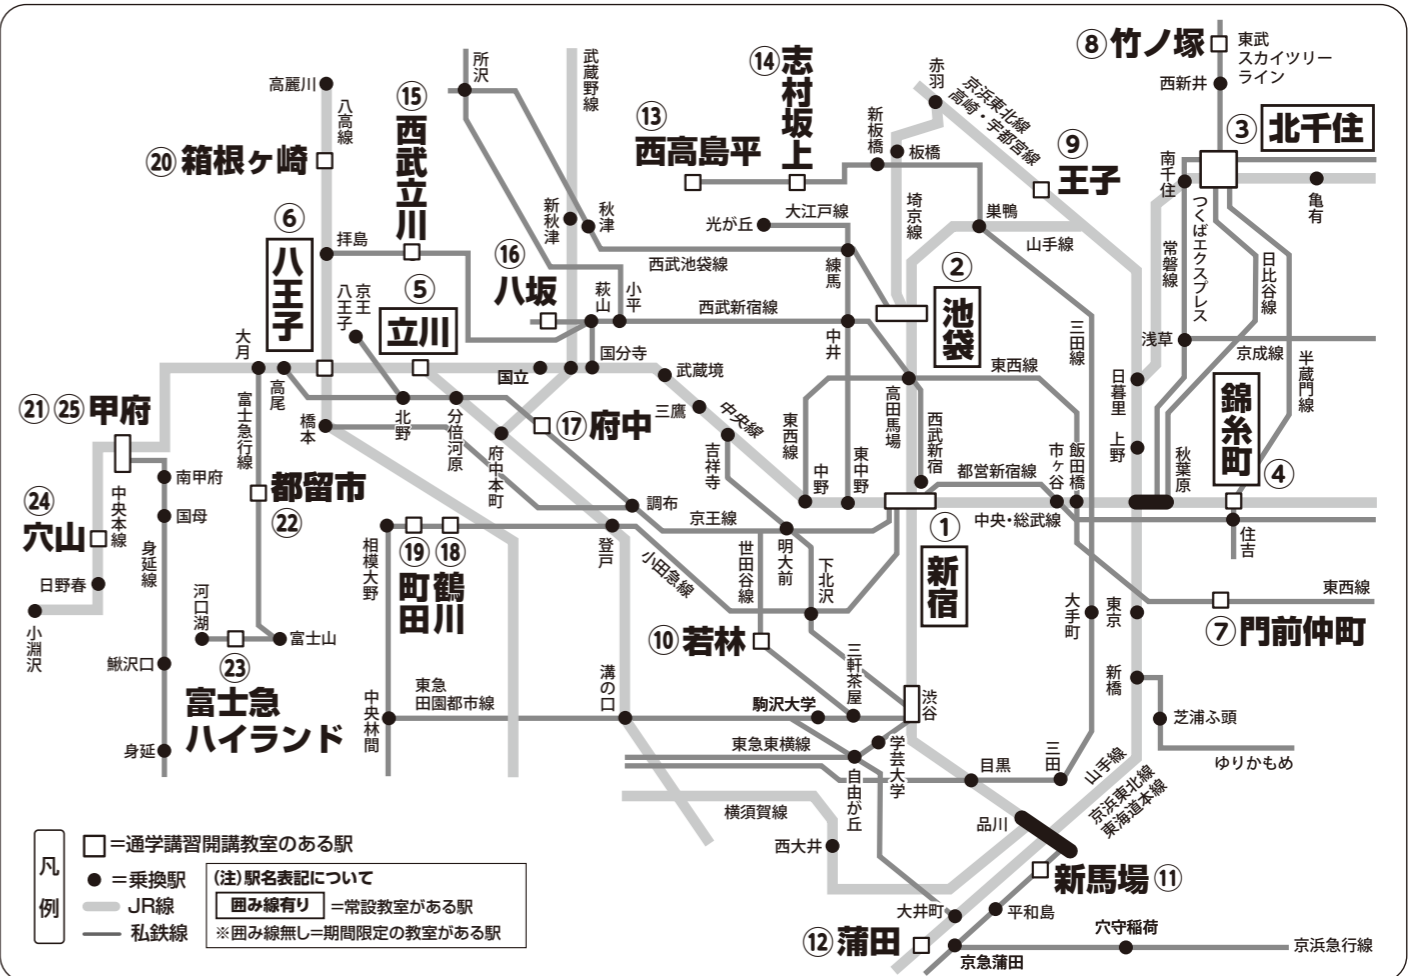 ⑧竹ノ塚
東武
スカイツリー
ライン
西新井
③北千住
南千住
亀有
つくばエクスプレス
常磐線
日比谷線
半蔵門線
浅草
京成線
錦糸町
④
住吉
秋葉原
日暮里
上野
赤羽
京浜東北線
高崎・宇都宮線
⑨
王子
新板橋
板橋
埼京線
巣鴨
山手線
⑭志村坂上
⑬
西高島平
光が丘
大江戸線
練馬
②
池袋
三田線
武蔵野線
所沢
新秋津
秋津
西武池袋線
⑯
八坂
萩山
小平
西武新宿線
中井
国分寺
東西線
高田馬場
西武新宿
東西線
中野
東中野
都営新宿線
市ヶ谷
飯田橋
中央・総武線
高麗川
八高線
⑮
西武立川
⑳箱根ヶ崎
拝島
⑥
八王子
京王
八王子
⑤
立川
国立
武蔵境
三鷹
中央線
吉祥寺
大月
高尾
富士急行線
橋本
北野
分倍河原
⑰府中
府中本町
調布
京王線
㉑㉕甲府
南甲府
国母
中央本線
身延線
㉔
穴山
日野春
小淵沢
鰍沢口
身延
都留市
㉒
河口湖
富士山
㉓
富士急
ハイランド
相模大野
⑲
町田
⑱
鶴川
登戸
小田急線
世田谷線
明大前
下北沢
①
新宿
⑩若林
三軒茶屋
溝の口
中央林間
東急
田園都市線
駒沢大学
渋谷
東急東横線
学芸大学
自由が丘
目黒
三田
大手町
東京
東西線
⑦門前仲町
新橋
芝浦ふ頭
ゆりかもめ
山手線
京浜東北線
東海道本線
横須賀線
西大井
品川
新馬場⑪
大井町
平和島
⑫蒲田
京急蒲田
穴守稲荷
京浜急行線
凡例
□=通学講習開講教室のある駅
●=乗換駅
JR線
私鉄線
(注)駅名表記について
囲み線有り=常設教室がある駅
※囲み線無し=期間限定の教室がある駅